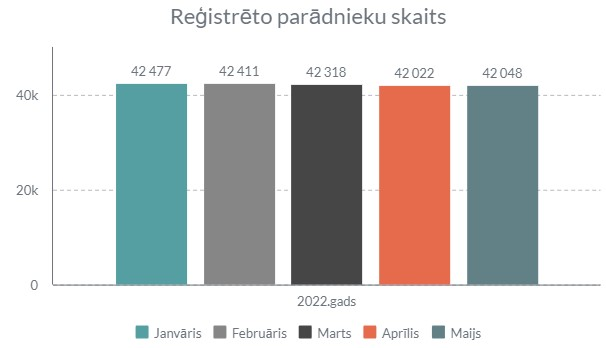 Reģistrēto parādnieku skaits
42 477
42 411
42 318
42 022
42 048
40k
20k
0
2022.gads
Janvāris
Februāris
Marts
Aprīlis
Maijs